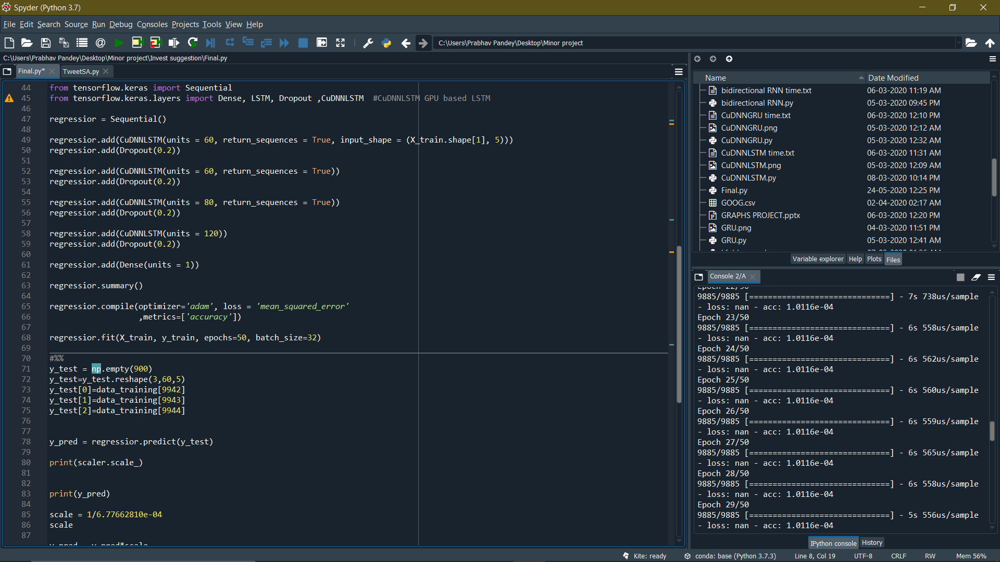 Spyder (Python 3.7)
File Edit Search Source Run Debug Consoles Projects Tools View Help
C:\Users\Prabhav Pandey\Desktop\Minor project
C:\Users\Prabhav Pandey\Desktop\Minor project\Invest suggestion\Final.py
Final.py* TweetSA.py
44 from tensorflow.keras import Sequential
45 from tensorflow.keras.layers import Dense, LSTM, Dropout ,CuDNNLSTM #CuDNNLSTM GPU based LSTM
46
47 regressior = Sequential()
48
49 regressior.add(CuDNNLSTM(units = 60, return_sequences = True, input_shape = (X_train.shape[1], 5)))
50 regressior.add(Dropout(0.2))
51
52 regressior.add(CuDNNLSTM(units = 60, return_sequences = True))
53 regressior.add(Dropout(0.2))
54
55 regressior.add(CuDNNLSTM(units = 80, return_sequences = True))
56 regressior.add(Dropout(0.2))
57
58 regressior.add(CuDNNLSTM(units = 120))
59 regressior.add(Dropout(0.2))
60
61 regressior.add(Dense(units = 1))
62
63 regressior.summary()
64
65 regressior.compile(optimizer='adam', loss = 'mean_squared_error'
66 ,metrics=['accuracy'])
67
68 regressior.fit(X_train, y_train, epochs=50, batch_size=32)
69
70 #%%
71 y_test = np.empty(900)
72 y_test=y_test.reshape(3,60,5)
73 y_test[0]=data_training[9942]
74 y_test[1]=data_training[9943]
75 y_test[2]=data_training[9944]
76
77
78 y_pred = regressior.predict(y_test)
79
80 print(scaler.scale_)
81
82
83 print(y_pred)
84
85 scale = 1/6.77662810e-04
86 scale
87
y_pred = y_pred*scale
Name Date Modified
bidirectional RNN time.txt 06-03-2020 11:19 AM
bidirectional RNN.py 05-03-2020 09:45 PM
CuDNNGRU time.txt 06-03-2020 12:10 PM
CuDNNGRU.png 05-03-2020 12:12 AM
CuDNNGRU.py 05-03-2020 12:32 AM
CuDNNLSTM time.txt 06-03-2020 11:31 AM
CuDNNLSTM.png 05-03-2020 12:09 AM
CuDNNLSTM.py 08-03-2020 10:14 PM
Final.py 24-05-2020 12:25 PM
GOOG.csv 02-04-2020 02:17 AM
GRAPHS PROJECT.pptx 06-03-2020 12:20 PM
GRU.png 04-03-2020 11:51 PM
GRU.py 05-03-2020 12:41 AM
Variable explorer Help Plots Files
Console 2/A
Epoch 22/50
9885/9885 [==============================] - 7s 738us/sample
- loss: nan - acc: 1.0116e-04
Epoch 23/50
9885/9885 [==============================] - 6s 558us/sample
- loss: nan - acc: 1.0116e-04
Epoch 24/50
9885/9885 [==============================] - 6s 562us/sample
- loss: nan - acc: 1.0116e-04
Epoch 25/50
9885/9885 [==============================] - 6s 560us/sample
- loss: nan - acc: 1.0116e-04
Epoch 26/50
9885/9885 [==============================] - 6s 559us/sample
- loss: nan - acc: 1.0116e-04
Epoch 27/50
9885/9885 [==============================] - 6s 565us/sample
- loss: nan - acc: 1.0116e-04
Epoch 28/50
9885/9885 [==============================] - 6s 558us/sample
- loss: nan - acc: 1.0116e-04
Epoch 29/50
9885/9885 [==============================] - 5s 556us/sample
- loss: nan - acc: 1.0116e-04
IPython console History
Kite: ready conda: base (Python 3.7.3) Line 8, Col 19 UTF-8 CRLF RW Mem 56%